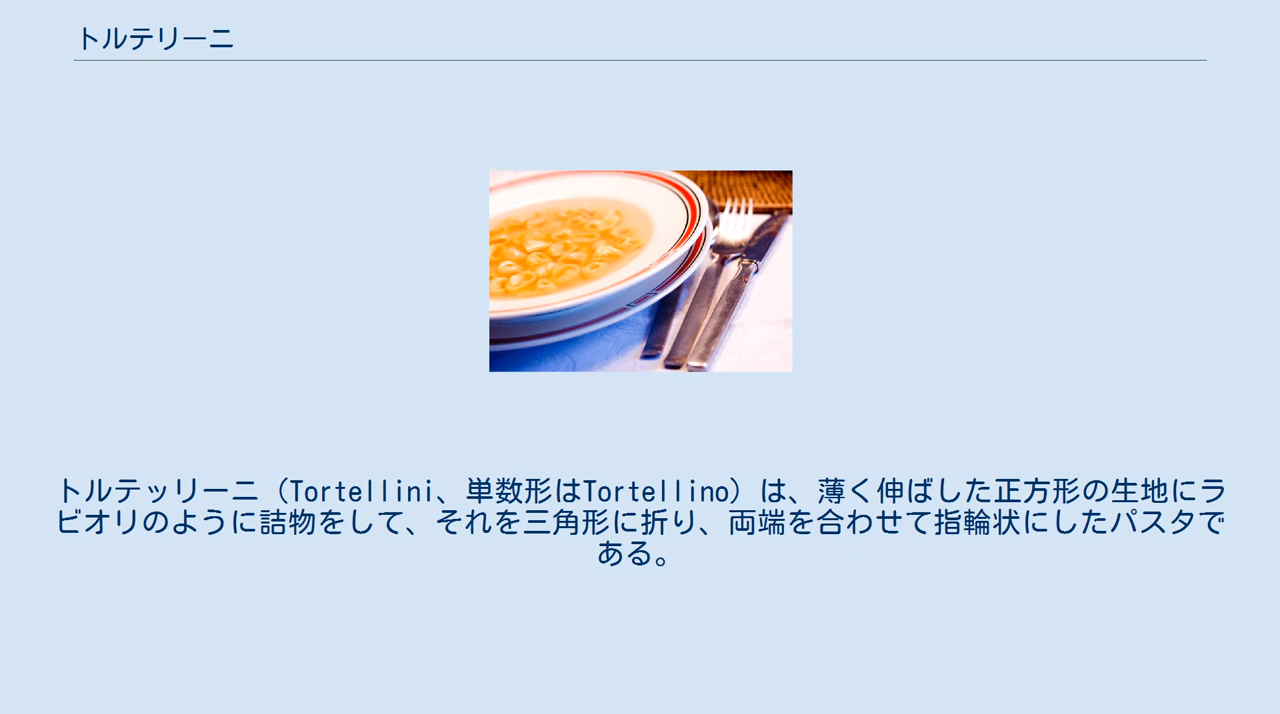 トルテリーニ
トルテッリーニ（Tortellini、単数形はTortellino）は、薄く伸ばした正方形の生地にラ
ビオリのように詰物をして、それを三角形に折り、両端を合わせて指輪状にしたパスタで
ある。